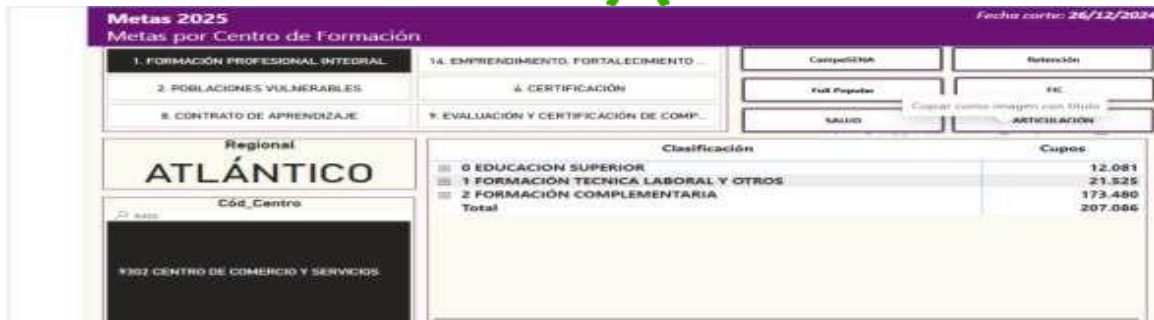 Metas 2025
Fecha corte: 26/12/2024
Metas por Centro de Formación
1. FORMACIÓN PROFESIONAL INTEGRAL
14. EMPRENDIMIENTO, FORTALECIMIENTO ...
CampeSENA
Retención
2. POBLACIONES VULNERABLES
6. CERTIFICACIÓN
Full Popular
FIC
Copiar como imagen con título
8. CONTRATO DE APRENDIZAJE
9. EVALUACIÓN Y CERTIFICACIÓN DE COMP...
SALUD
ARTICULACIÓN
Regional
ATLÁNTICO
Clasificación Cupos
0 EDUCACION SUPERIOR 12.081
1 FORMACIÓN TECNICA LABORAL Y OTROS 21.525
2 FORMACIÓN COMPLEMENTARIA 173.480
Total 207.086
Cód_Centro
9302 CENTRO DE COMERCIO Y SERVICIOS